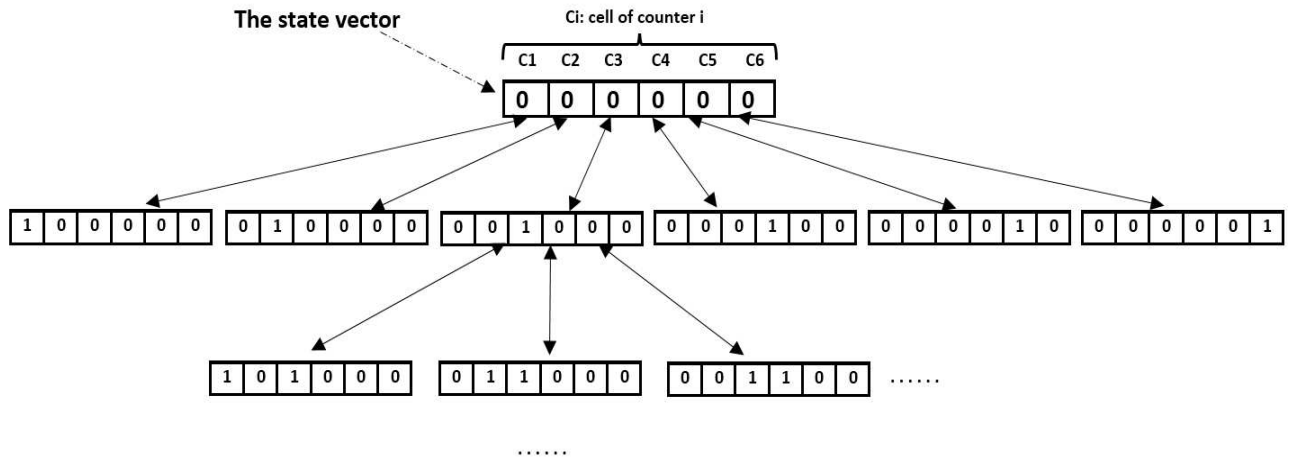 The state vector
Ci: cell of counter i
C1 C2 C3 C4 C5 C6
0 0 0 0 0 0
1 0 0 0 0 0 0 1 0 0 0 0 0 0 1 0 0 0 0 0 0 1 0 0 0 0 0 0 1 0 0 0 0 0 0 1
1 0 1 0 0 0 0 1 1 0 0 0 0 0 1 1 0 0 ......
......